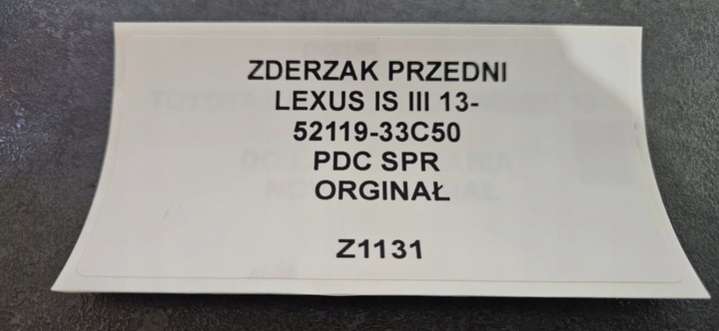 ZDERZAK PRZEDNI
LEXUS IS III 13-
52119-33C50
PDC SPR
ORGINAŁ
Z1131